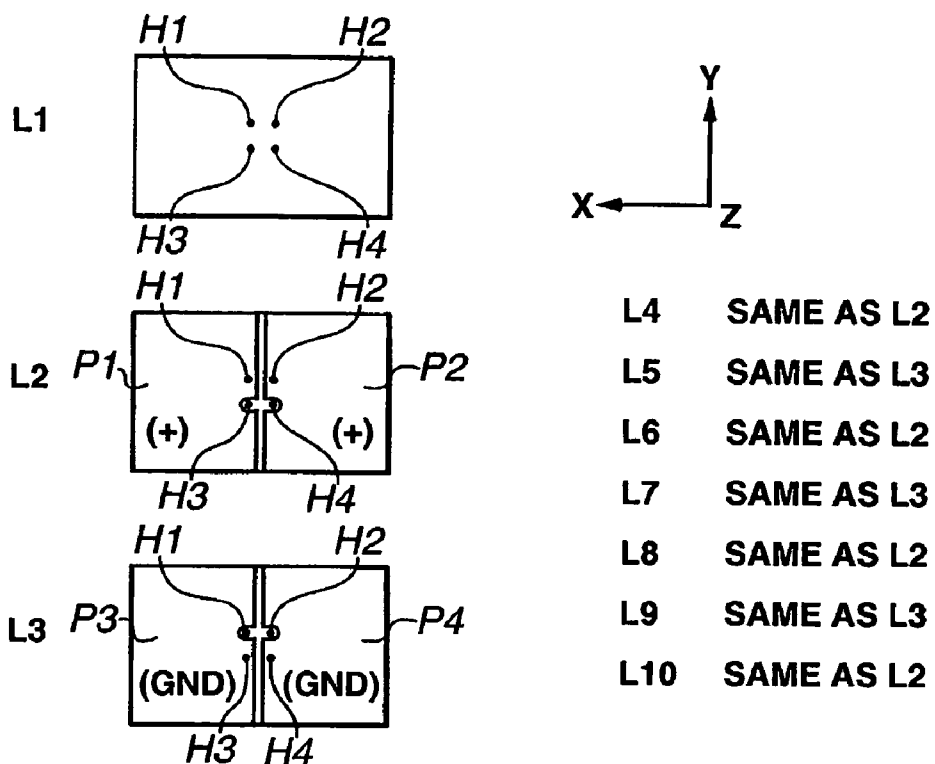 H1 H2
L1
H3 H4
H1 H2
L2 P1 P2
(+) (+)
H3 H4
H1 H2
L3 P3 P4
(GND) (GND)
H3 H4
Y
X Z
L4 SAME AS L2
L5 SAME AS L3
L6 SAME AS L2
L7 SAME AS L3
L8 SAME AS L2
L9 SAME AS L3
L10 SAME AS L2